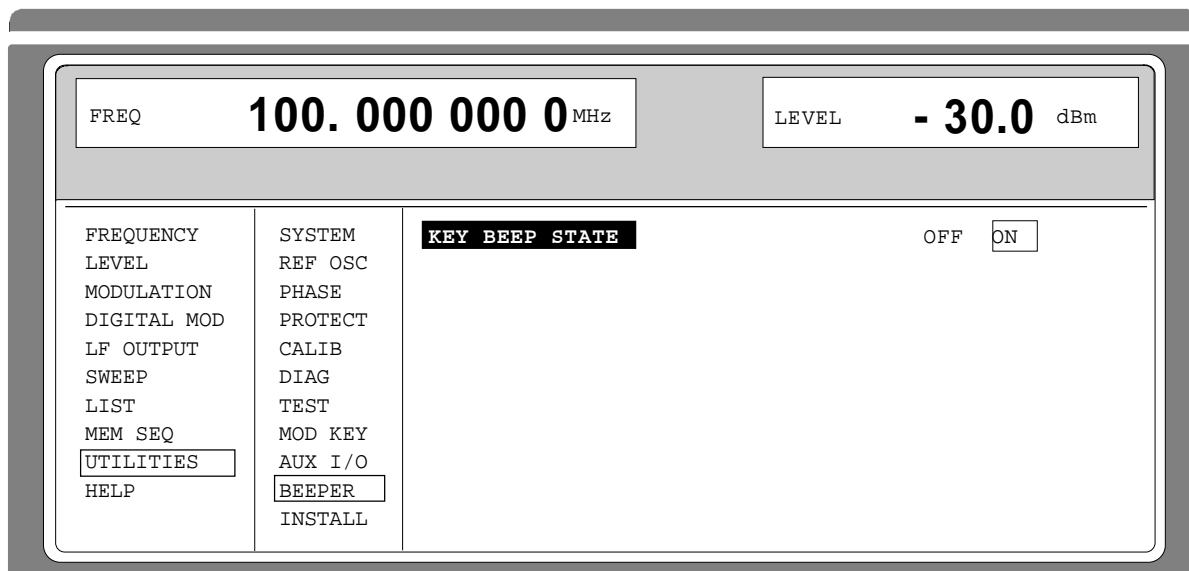 FREQ 100. 000 000 0 MHz LEVEL - 30.0 dBm
FREQUENCY SYSTEM KEY BEEP STATE OFF ON
LEVEL REF OSC
MODULATION PHASE
DIGITAL MOD PROTECT
LF OUTPUT CALIB
SWEEP DIAG
LIST TEST
MEM SEQ MOD KEY
UTILITIES AUX I/O
HELP BEEPER
INSTALL